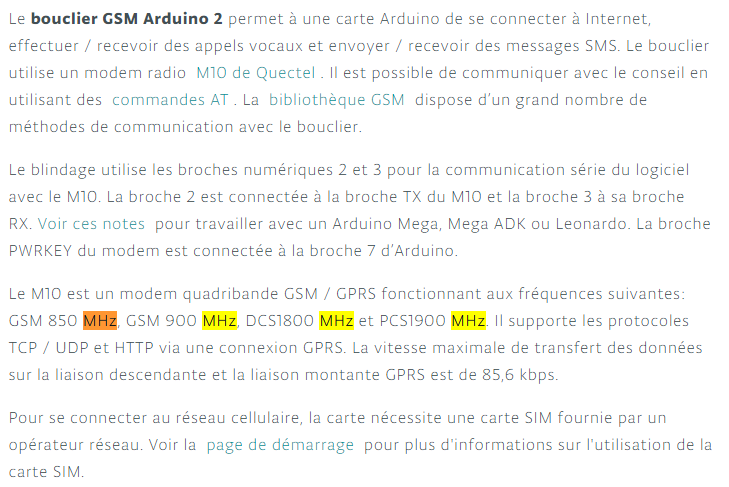 Le bouclier GSM Arduino 2 permet à une carte Arduino de se connecter à Internet,
effectuer / recevoir des appels vocaux et envoyer / recevoir des messages SMS. Le bouclier
utilise un modem radio M10 de Quectel . Il est possible de communiquer avec le conseil en
utilisant des commandes AT . La bibliothèque GSM dispose d’un grand nombre de
méthodes de communication avec le bouclier.
Le blindage utilise les broches numériques 2 et 3 pour la communication série du logiciel
avec le M10. La broche 2 est connectée à la broche TX du M10 et la broche 3 à sa broche
RX. Voir ces notes pour travailler avec un Arduino Mega, Mega ADK ou Leonardo. La broche
PWRKEY du modem est connectée à la broche 7 d’Arduino.
Le M10 est un modem quadribande GSM / GPRS fonctionnant aux fréquences suivantes:
GSM 850 MHz, GSM 900 MHz, DCS1800 MHz et PCS1900 MHz. Il supporte les protocoles
TCP / UDP et HTTP via une connexion GPRS. La vitesse maximale de transfert des données
sur la liaison descendante et la liaison montante GPRS est de 85,6 kbps.
Pour se connecter au réseau cellulaire, la carte nécessite une carte SIM fournie par un
opérateur réseau. Voir la page de démarrage pour plus d'informations sur l'utilisation de la
carte SIM.